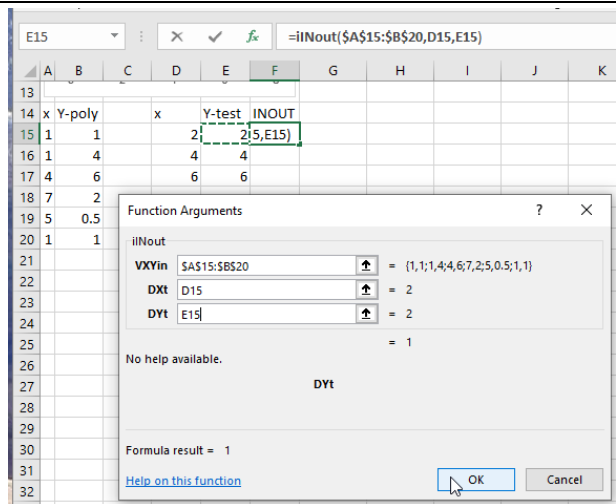 E15 fx =iINout($A$15:$B$20,D15,E15)
A B C D E F G H I J K
13
14 x Y-poly x Y-test INOUT
15 1 1 2 2 5,E15)
16 1 4 4 4
17 4 6 6 6
18 7 2
19 5 0.5
20 1 1
21
22
23
24
25
26
27
28
29
30
31
32
Function Arguments ? ×
iINout
VXYin $A$15:$B$20 = {1,1;1,4;4,6;7,2;5,0.5;1,1}
DXt D15 = 2
DYt E15 = 2
= 1
No help available.
DYt
Formula result = 1
Help on this function OK Cancel